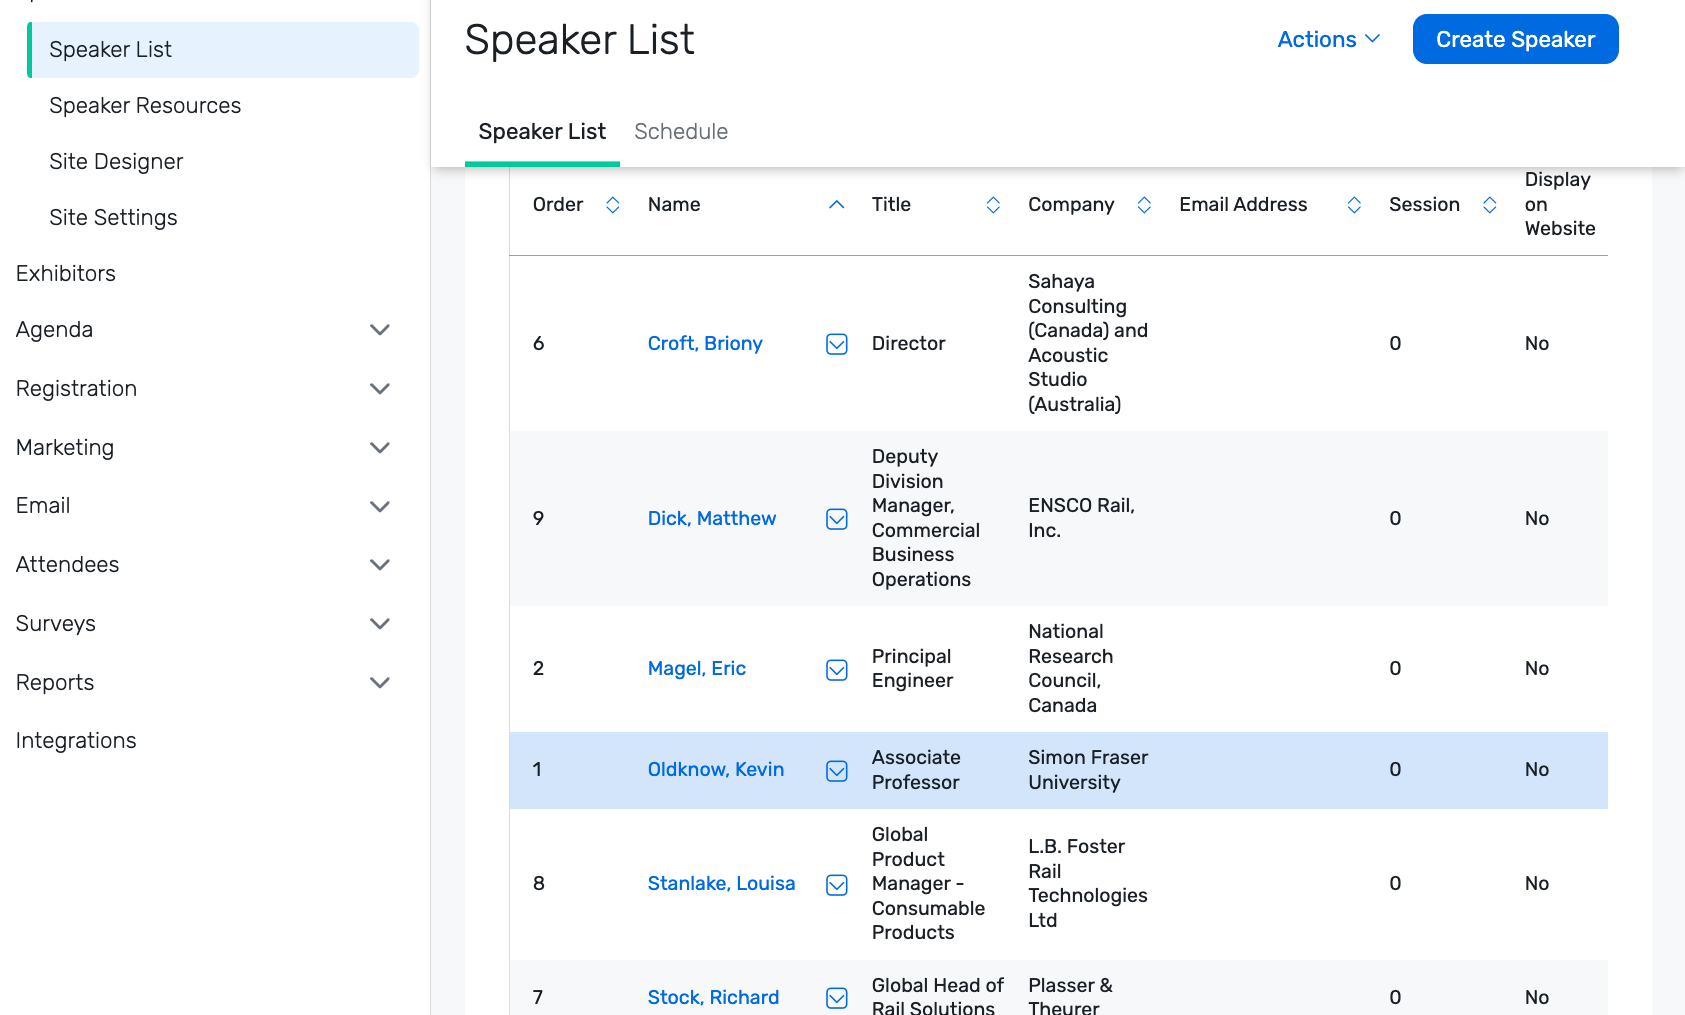 Speaker List
Speaker Resources
Site Designer
Site Settings
Exhibitors
Agenda
Registration
Marketing
Email
Attendees
Surveys
Reports
Integrations
Speaker List
Actions
Create Speaker
Speaker List
Schedule
Order
Name
Title
Company
Email Address
Session
Display
on
Website
6
Croft, Briony
Director
Sahaya
Consulting
(Canada) and
Acoustic
Studio
(Australia)
0
No
9
Dick, Matthew
Deputy
Division
Manager,
Commercial
Business
Operations
ENSCO Rail,
Inc.
0
No
2
Magel, Eric
Principal
Engineer
National
Research
Council,
Canada
0
No
1
Oldknow, Kevin
Associate
Professor
Simon Fraser
University
0
No
8
Stanlake, Louisa
Global
Product
Manager -
Consumable
Products
L.B. Foster
Rail
Technologies
Ltd
0
No
7
Stock, Richard
Global Head of
Rail Solutions
Plasser &
Theurer
0
No